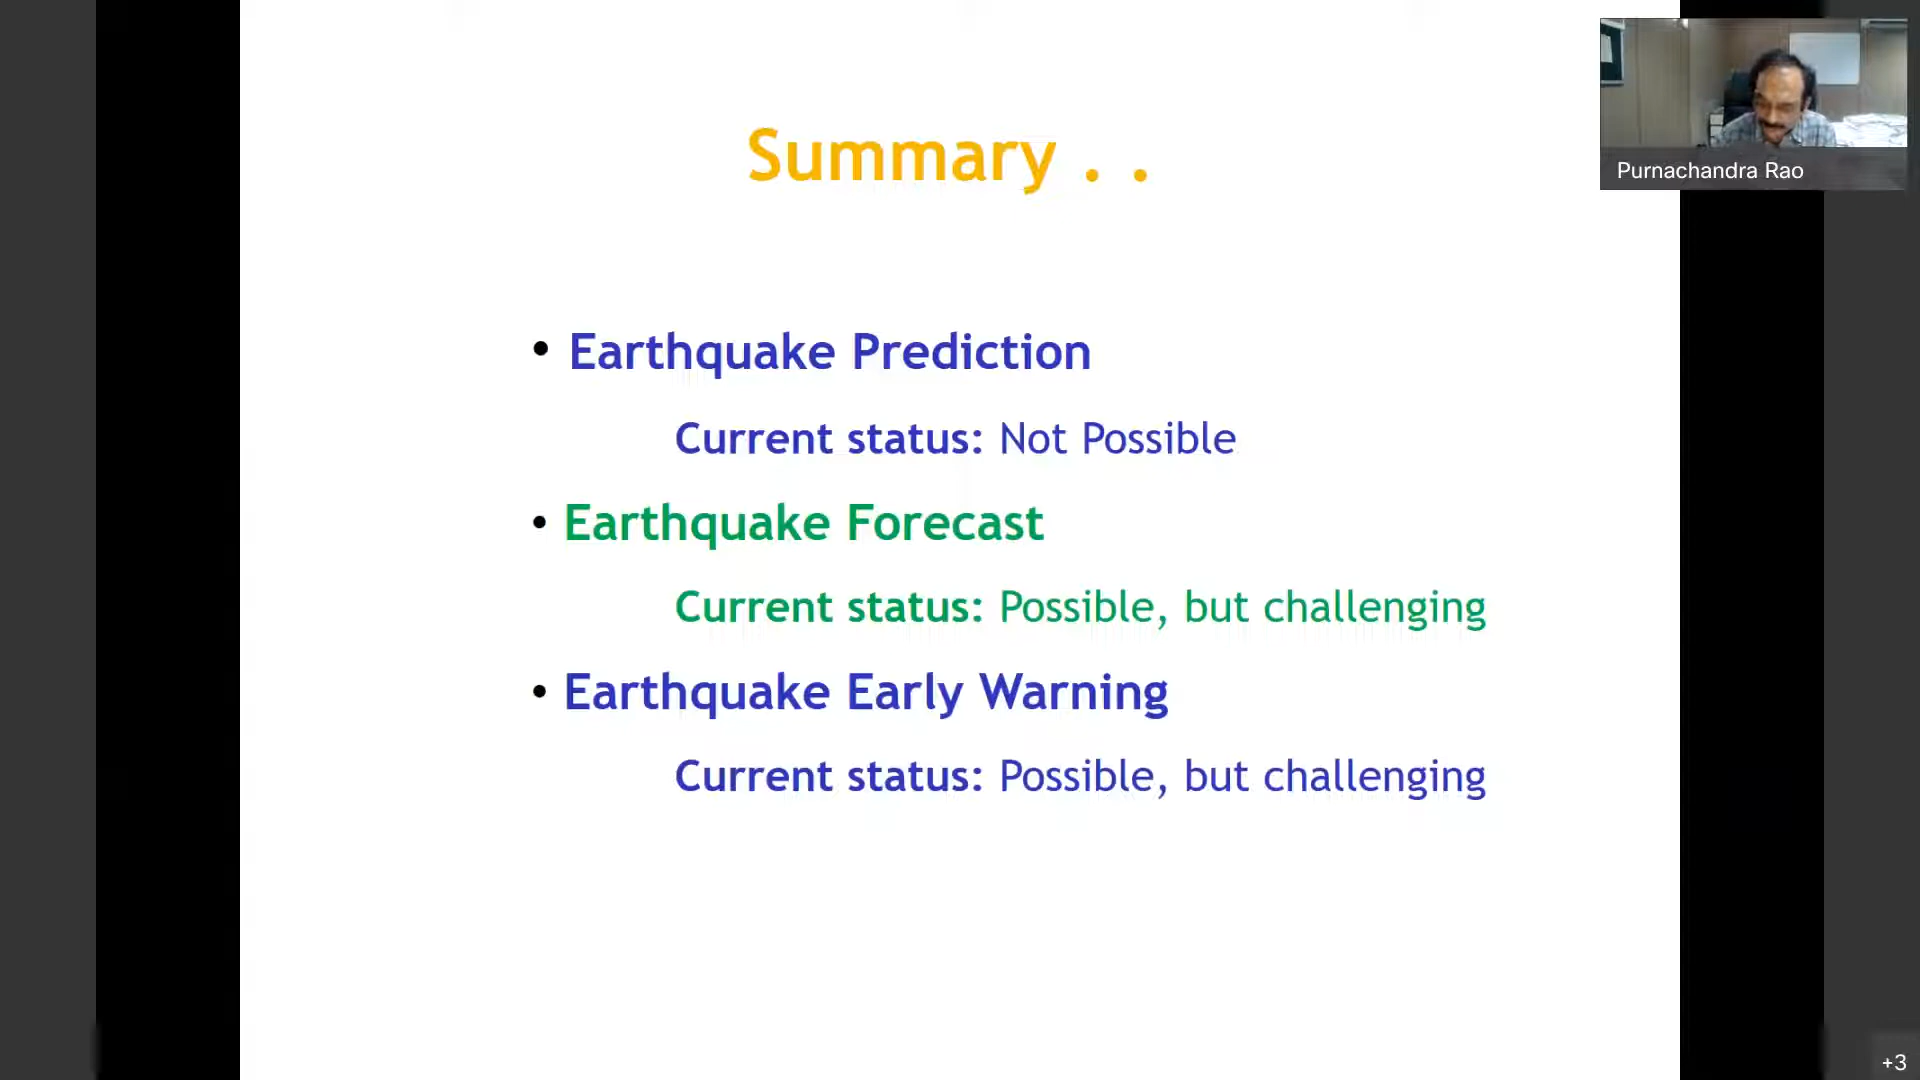 Summary . .
Purnachandra Rao
• Earthquake Prediction
Current status: Not Possible
• Earthquake Forecast
Current status: Possible, but challenging
• Earthquake Early Warning
Current status: Possible, but challenging
+3